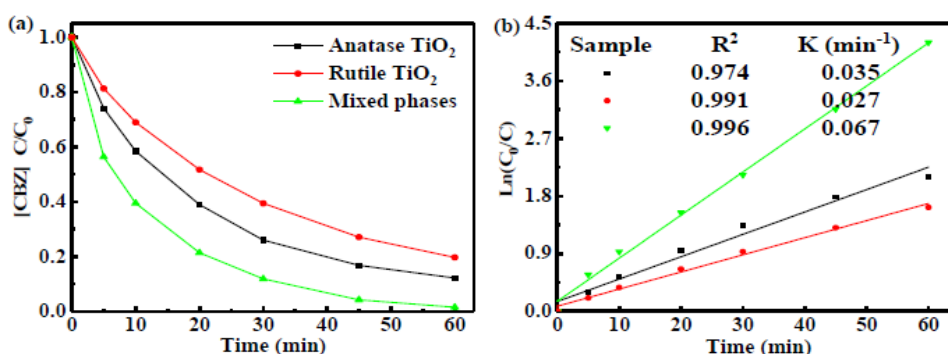 (a)
1.0
0.8
0.6
0.4
0.2
0.0
[CBZ] C/C₀
Anatase TiO₂
Rutile TiO₂
Mixed phases
0 10 20 30 40 50 60
Time (min)
(b)
4.5
3.6
2.7
1.8
0.9
0.0
Ln(C₀/C)
Sample R² K (min⁻¹)
0.974 0.035
0.991 0.027
0.996 0.067
0 10 20 30 40 50 60
Time (min)